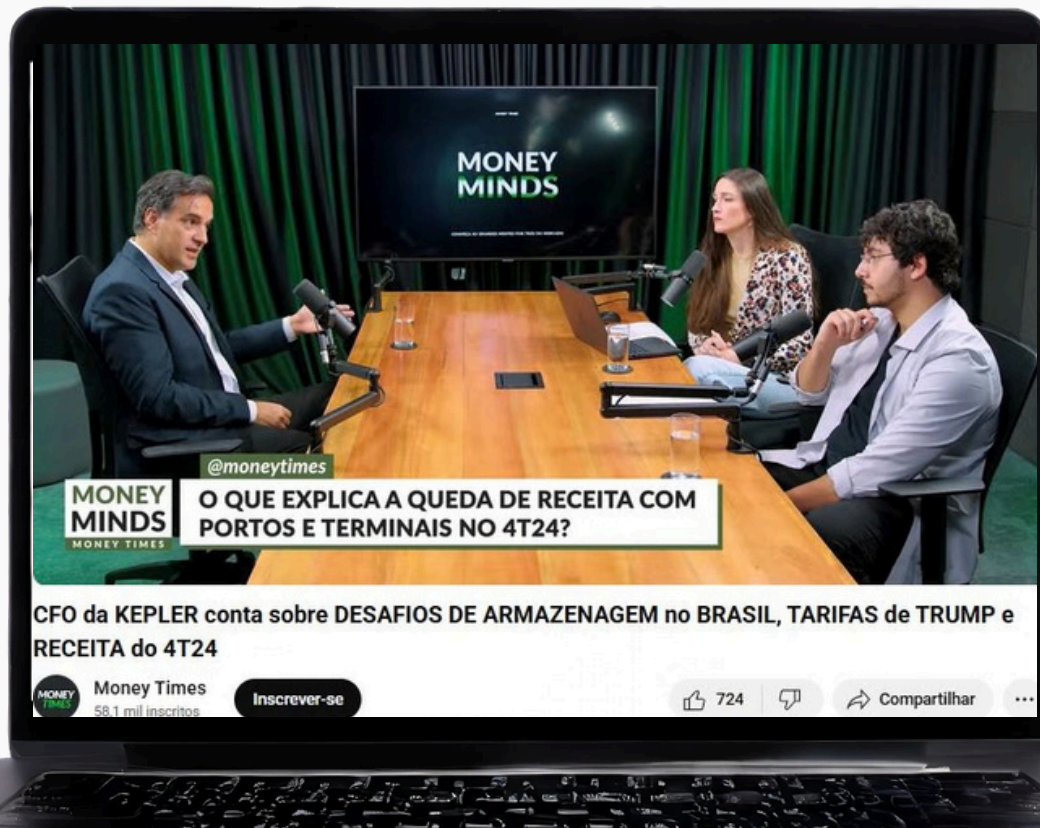 MONEY
MINDS
@moneytimes
MONEY
MINDS
MONEY TIMES
O QUE EXPLICA A QUEDA DE RECEITA COM
PORTOS E TERMINAIS NO 4T24?
CFO da KEPLER conta sobre DESAFIOS DE ARMAZENAGEM no BRASIL, TARIFAS de TRUMP e
RECEITA do 4T24
MONEY
TIMES
Money Times
58,1 mil inscritos
Inscrever-se
724
Compartilhar